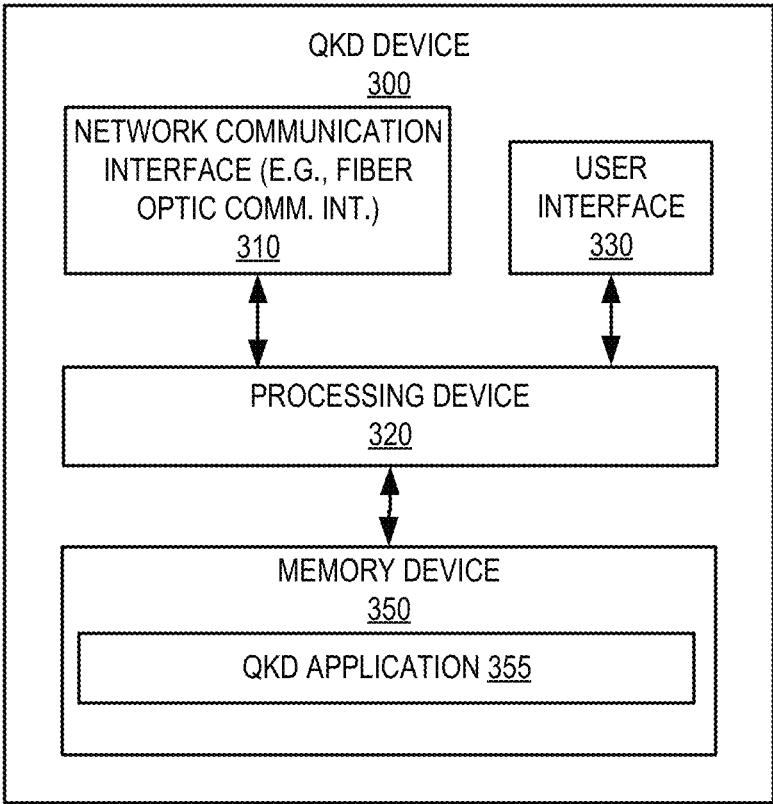 QKD DEVICE
300
NETWORK COMMUNICATION
INTERFACE (E.G., FIBER
OPTIC COMM. INT.)
310
USER
INTERFACE
330
PROCESSING DEVICE
320
MEMORY DEVICE
350
QKD APPLICATION 355